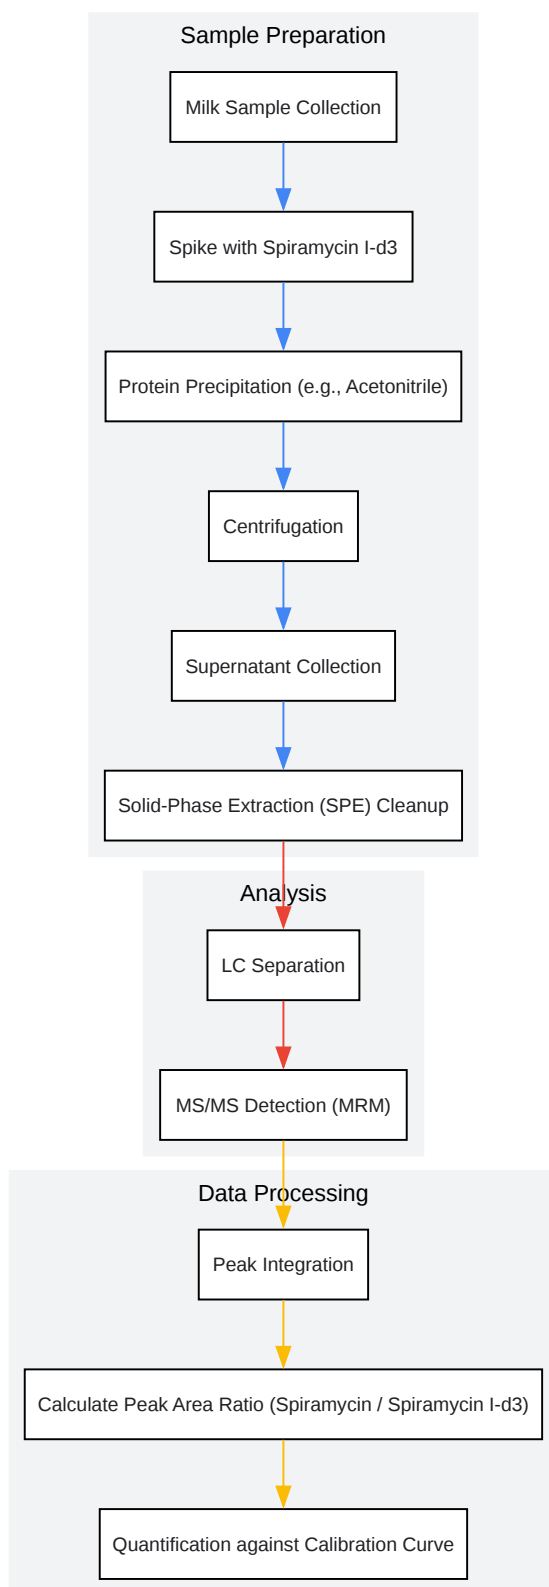 Sample Preparation
Milk Sample Collection
Spike with Spiramycin I-d3
Protein Precipitation (e.g., Acetonitrile)
Centrifugation
Supernatant Collection
Solid-Phase Extraction (SPE) Cleanup
Analysis
LC Separation
MS/MS Detection (MRM)
Data Processing
Peak Integration
Calculate Peak Area Ratio (Spiramycin / Spiramycin I-d3)
Quantification against Calibration Curve